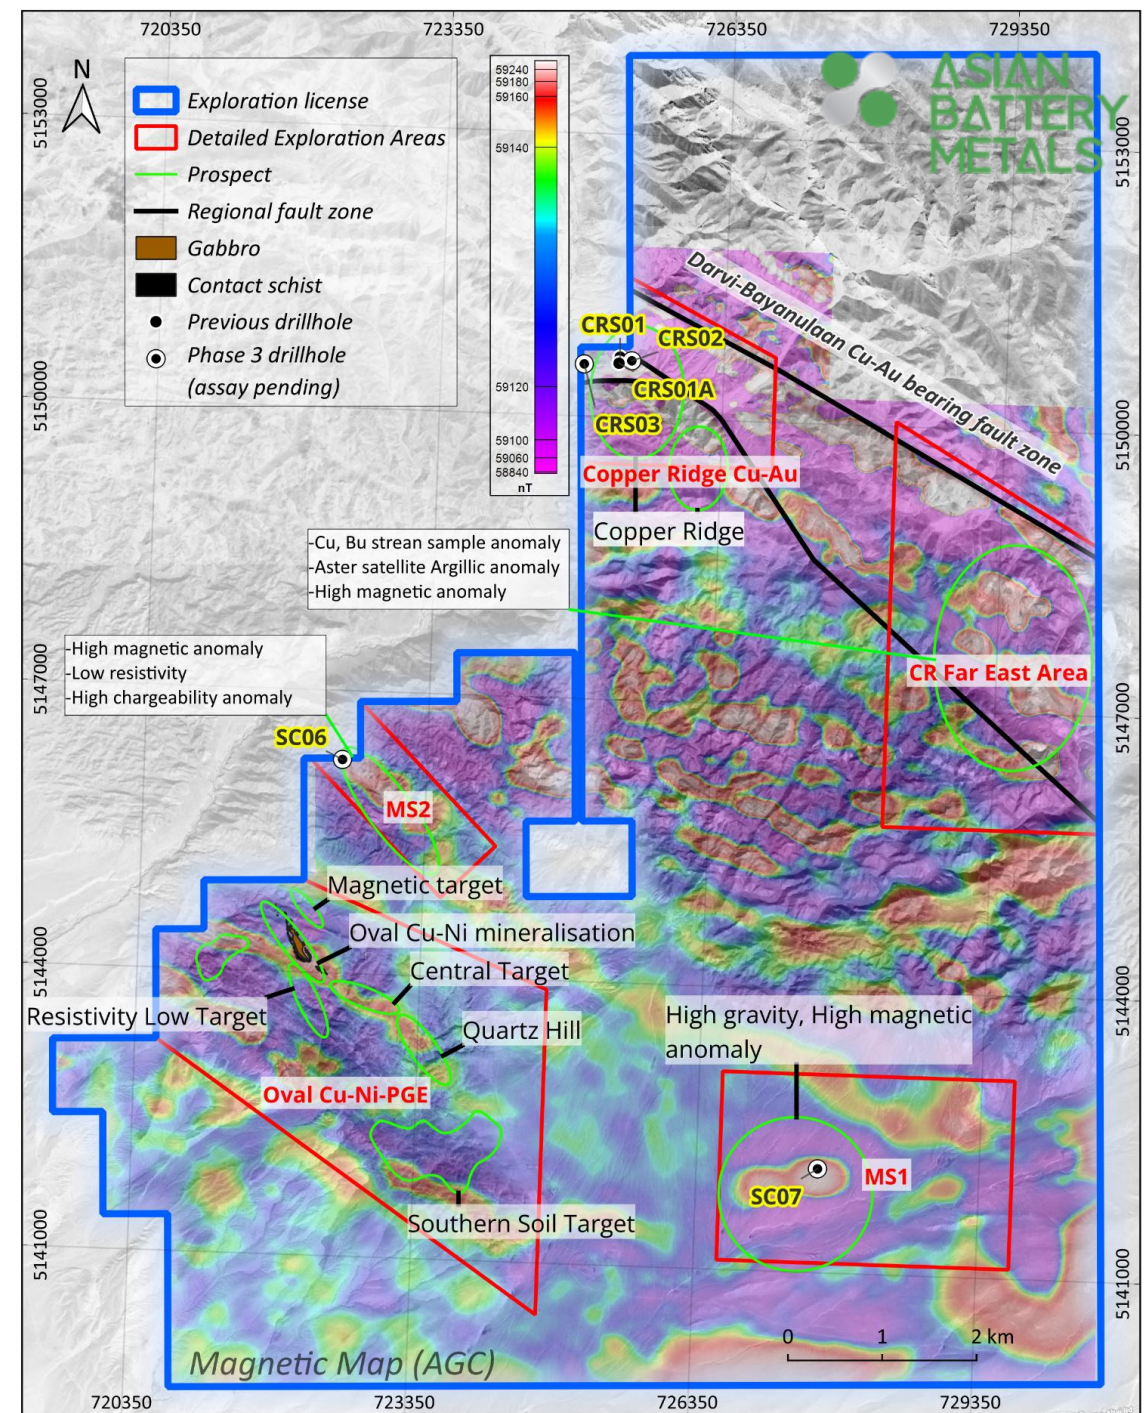 720350
723350
726350
729350
N
Exploration license
Detailed Exploration Areas
Prospect
Regional fault zone
Gabbro
Contact schist
Previous drillhole
Phase 3 drillhole
(assay pending)
59240
59180
59160
59140
59120
59100
59060
58840
nT
ASIAN
BATTERY
METALS
5153000
5153000
Darvi-Bayanulaan Cu-Au bearing fault zone
CRS01
CRS02
CRS01A
CRS03
5150000
5150000
Copper Ridge Cu-Au
Copper Ridge
-Cu, Bu strean sample anomaly
-Aster satellite Argillic anomaly
-High magnetic anomaly
-High magnetic anomaly
-Low resistivity
-High chargeability anomaly
CR Far East Area
5147000
5147000
SC06
MS2
Magnetic target
Oval Cu-Ni mineralisation
Central Target
5144000
5144000
Resistivity Low Target
Quartz Hill
High gravity, High magnetic
anomaly
Oval Cu-Ni-PGE
MS1
SC07
Southern Soil Target
5141000
5141000
0 1 2 km
Magnetic Map (AGC)
720350
723350
726350
729350